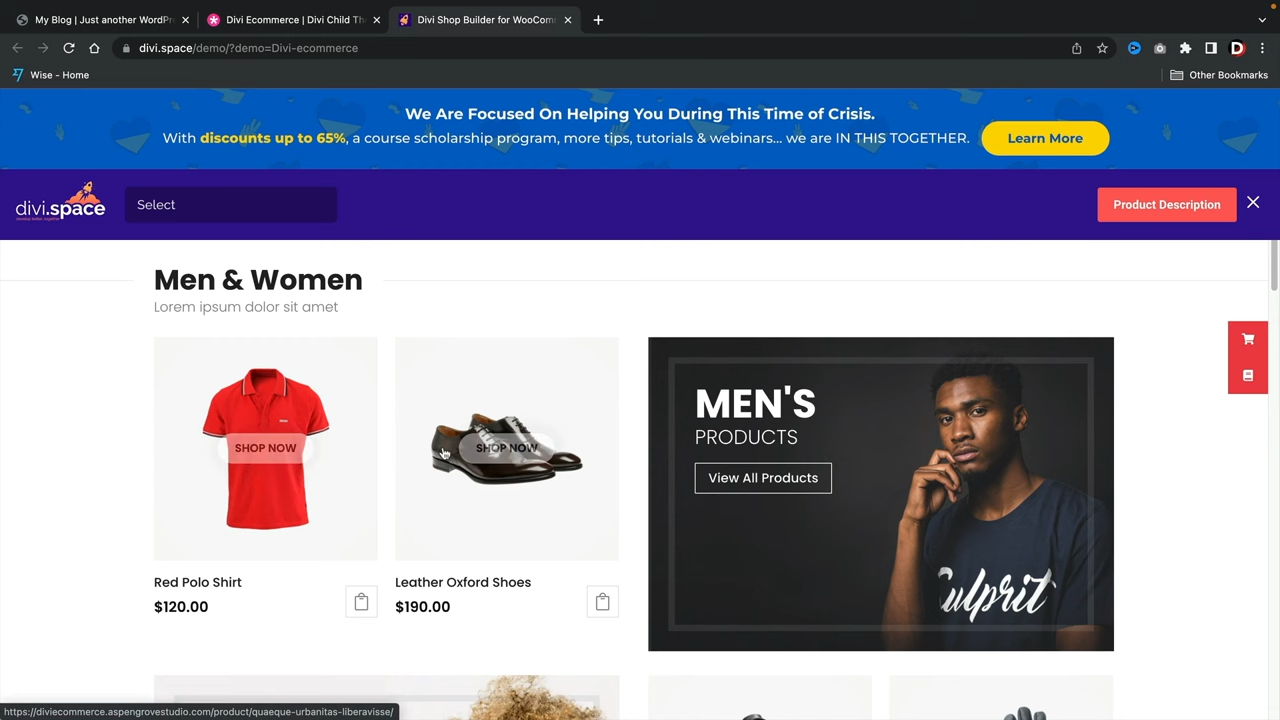 My Blog | Just another WordPr
Divi Ecommerce | Divi Child Th
Divi Shop Builder for WooCom
divi.space/demo/?demo=Divi-ecommerce
Wise - Home
Other Bookmarks
We Are Focused On Helping You During This Time of Crisis.
With discounts up to 65%, a course scholarship program, more tips, tutorials & webinars... we are IN THIS TOGETHER.
Learn More
divi.space
Select
Product Description
Men & Women
Lorem ipsum dolor sit amet
SHOP NOW
SHOP NOW
MEN'S
PRODUCTS
View All Products
Culprit
Red Polo Shirt
$120.00
Leather Oxford Shoes
$190.00
https://diviecommerce.aspengrovestudio.com/product/quaeque-urbanitas-liberavisse/